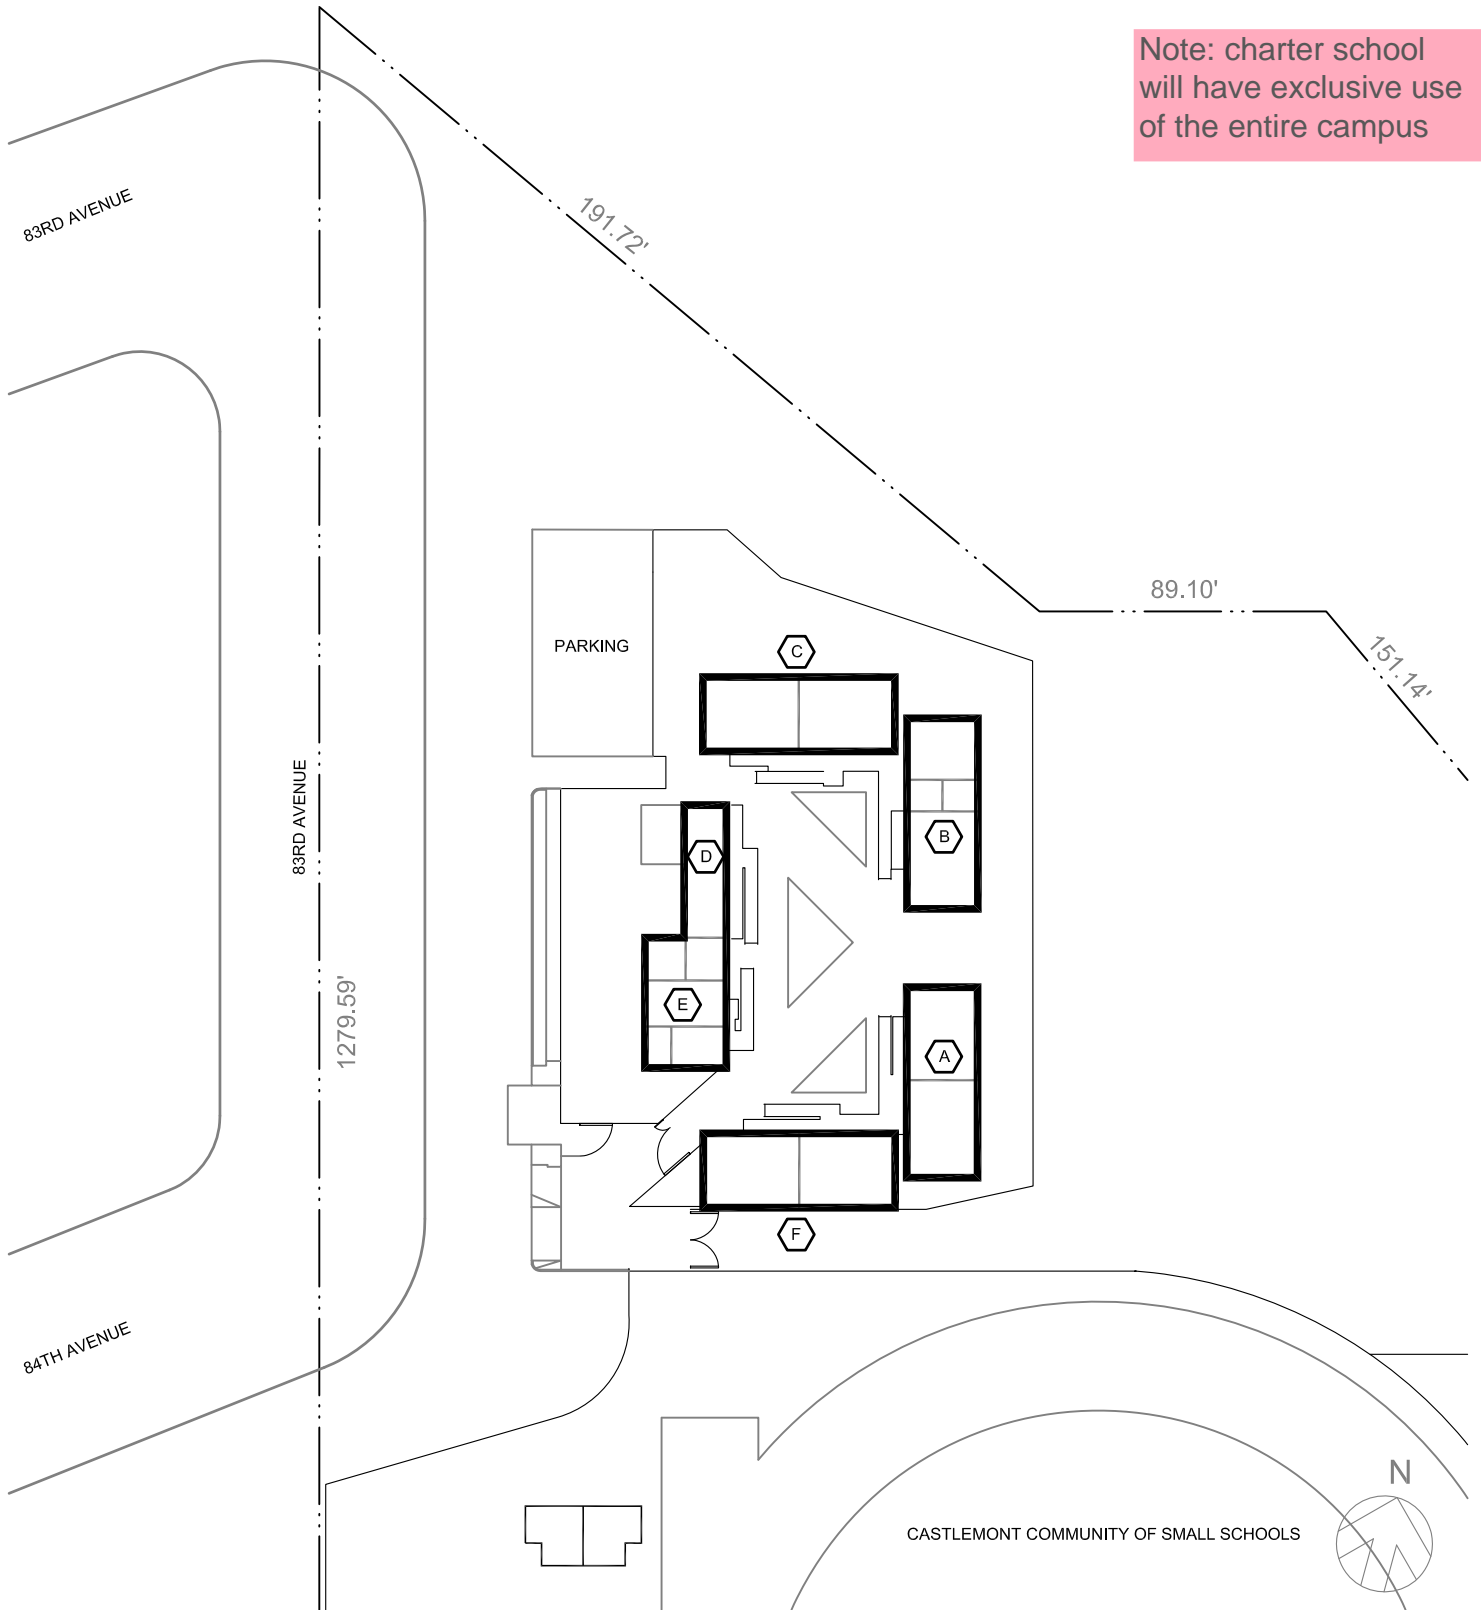 Note: charter school
will have exclusive use
of the entire campus
83RD AVENUE
191.72'
89.10'
151.14'
PARKING
C
B
D
83RD AVENUE
E
1279.59'
A
F
84TH AVENUE
N
CASTLEMONT COMMUNITY OF SMALL SCHOOLS